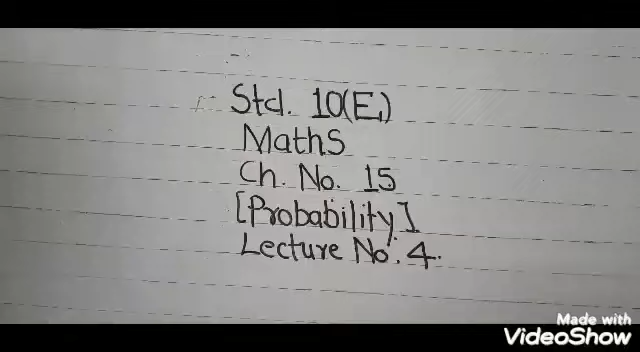 Std. 10(E)
Maths
Ch. No. 15
[Probability]
Lecture No. 4.
Made with
VideoShow